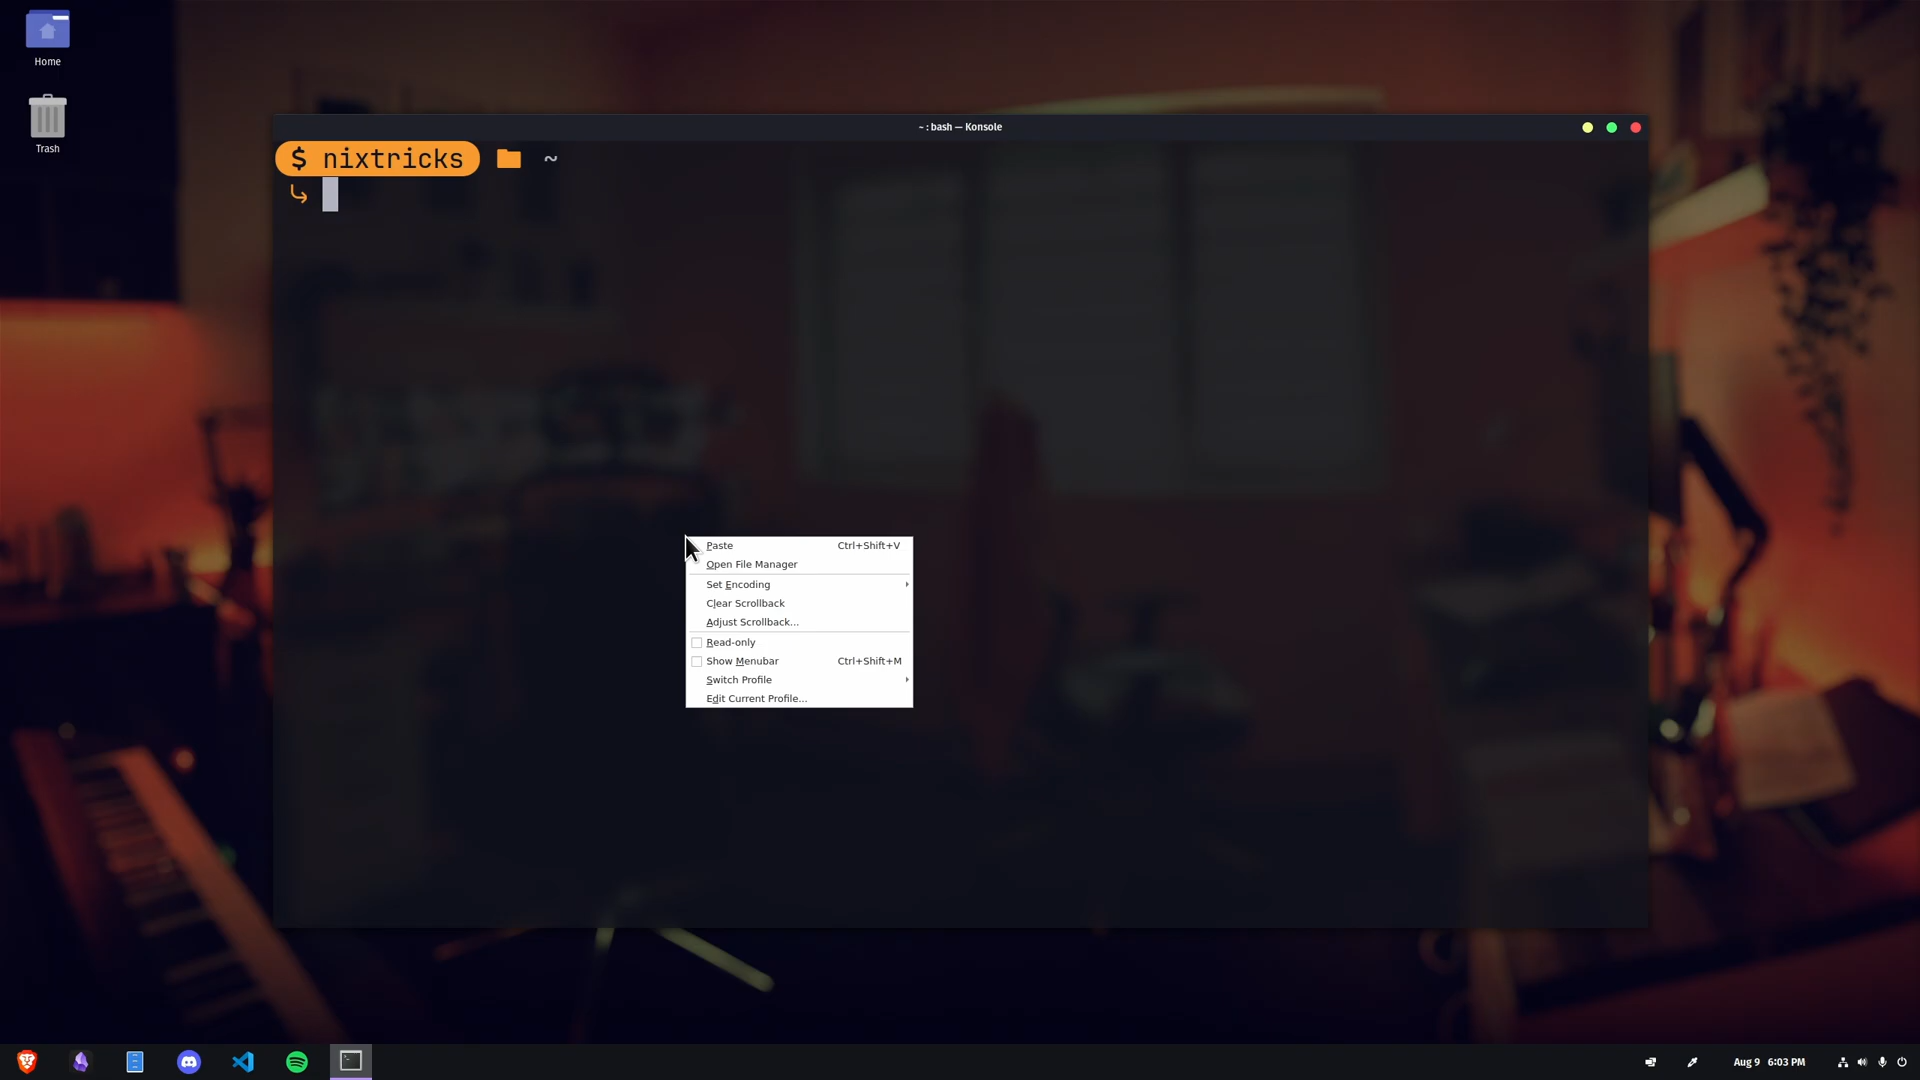 Home
Trash
~ : bash — Konsole
$ nixtricks ~
Paste Ctrl+Shift+V
Open File Manager
Set Encoding
Clear Scrollback
Adjust Scrollback...
Read-only
Show Menubar Ctrl+Shift+M
Switch Profile
Edit Current Profile...
Aug 9 6:03 PM